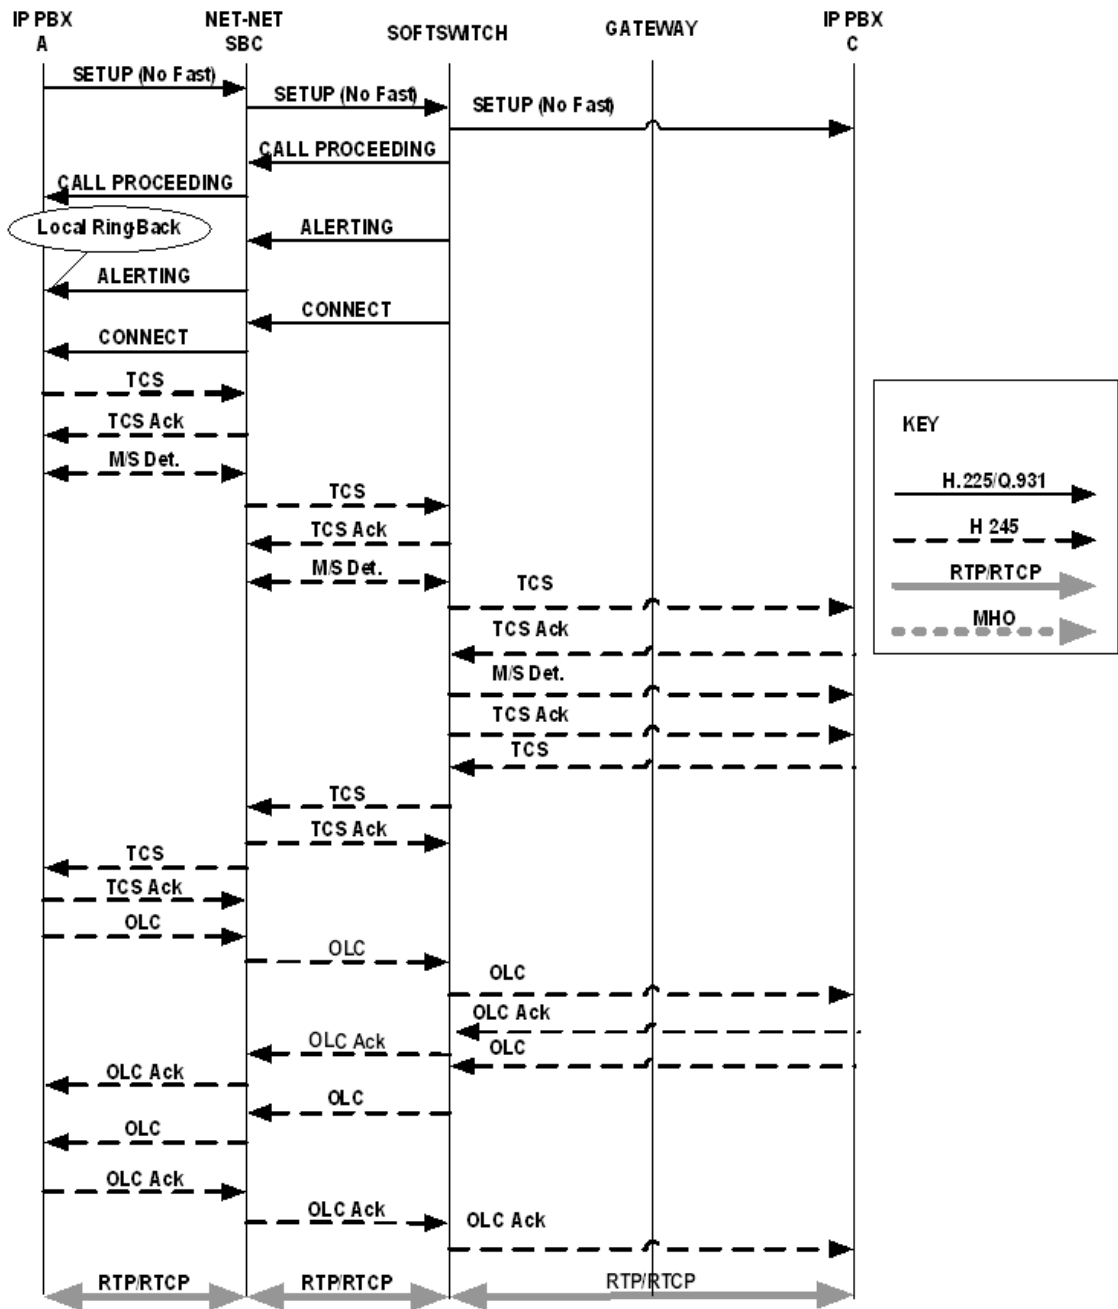 IP PBX
A
NET-NET
SBC
SOFTSWITCH
GATEWAY
IP PBX
C
SETUP (No Fast)
SETUP (No Fast)
SETUP (No Fast)
CALL PROCEEDING
CALL PROCEEDING
Local Ring-Back
ALERTING
ALERTING
CONNECT
CONNECT
TCS
TCS Ack
M/S Det.
TCS
TCS Ack
M/S Det.
TCS
TCS Ack
M/S Det.
TCS Ack
TCS
TCS
TCS Ack
TCS
TCS Ack
OLC
OLC
OLC
OLC Ack
OLC Ack
OLC
OLC Ack
OLC
OLC
OLC Ack
OLC Ack
OLC Ack
RTP/RTCP
RTP/RTCP
RTP/RTCP
KEY
H.225/Q.931
H 245
RTP/RTCP
MHO